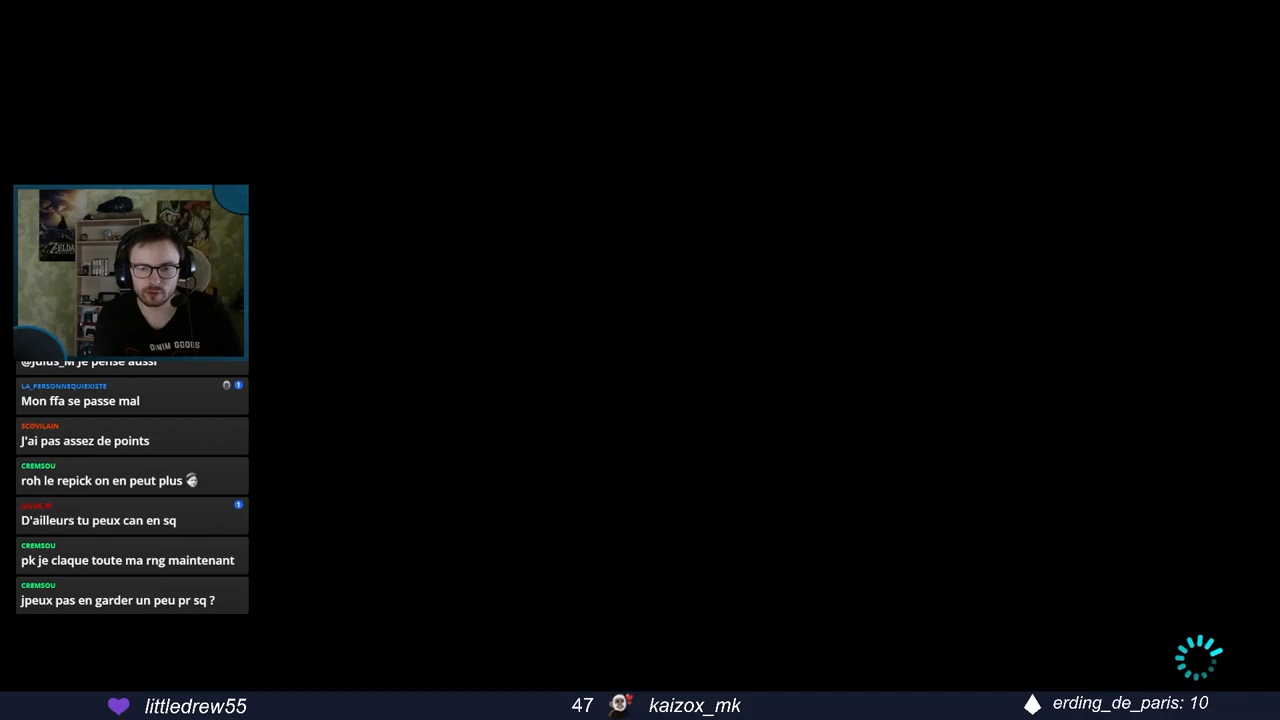 ZELDA
DENIM GOODS
@Julus_M je pense aussi
LA_PERSONNEQUIEXISTE
Mon ffa se passe mal
SCOVILAIN
J'ai pas assez de points
CREMSOU
roh le repick on en peut plus
D'ailleurs tu peux can en sq
CREMSOU
pk je claque toute ma rng maintenant
CREMSOU
jpeux pas en garder un peu pr sq ?
littledrew55
47 kaizox_mk
erding_de_paris: 10